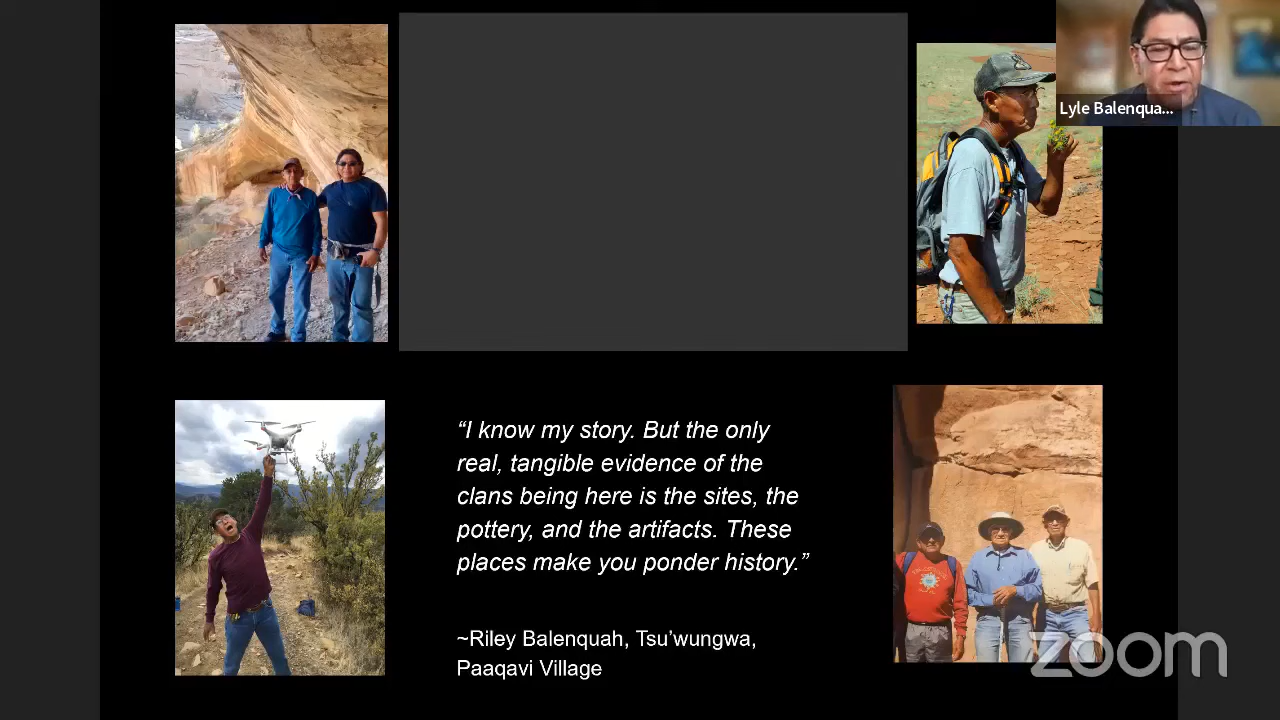 Lyle Balenqua...
“I know my story. But the only
real, tangible evidence of the
clans being here is the sites, the
pottery, and the artifacts. These
places make you ponder history.”
~Riley Balenquah, Tsu’wungwa,
Paaqavi Village
zoom